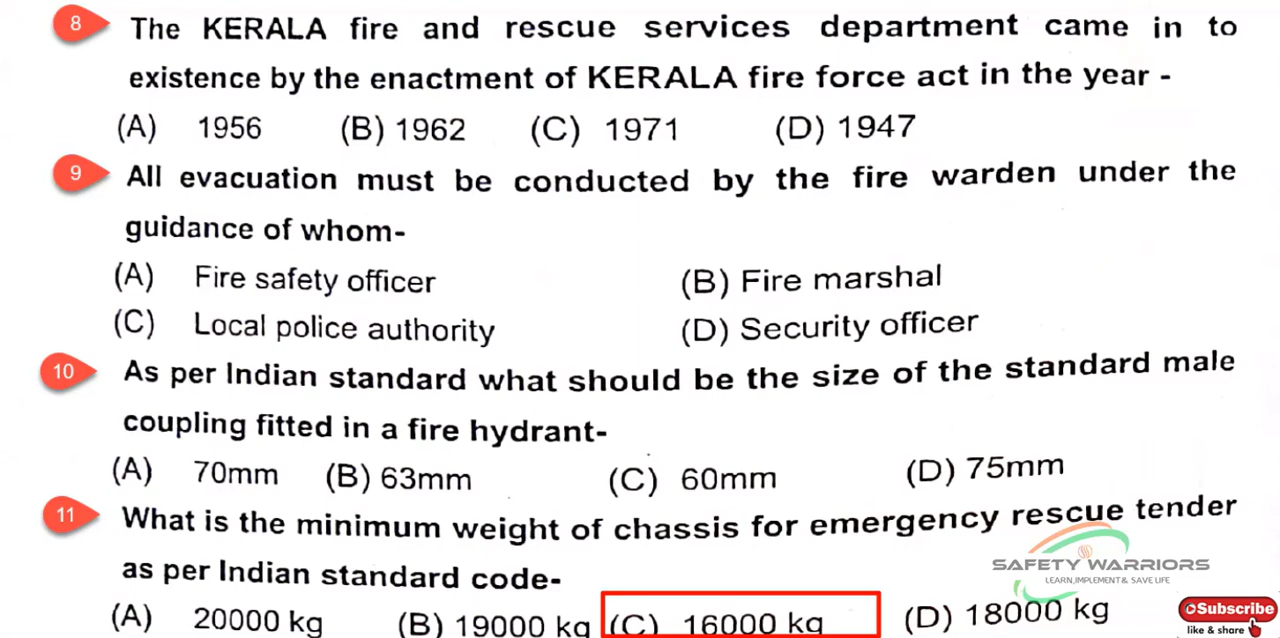 8 The KERALA fire and rescue services department came in to
existence by the enactment of KERALA fire force act in the year -
(A) 1956 (B) 1962 (C) 1971 (D) 1947
9 All evacuation must be conducted by the fire warden under the
guidance of whom-
(A) Fire safety officer (B) Fire marshal
(C) Local police authority (D) Security officer
10 As per Indian standard what should be the size of the standard male
coupling fitted in a fire hydrant-
(A) 70mm (B) 63mm (C) 60mm (D) 75mm
11 What is the minimum weight of chassis for emergency rescue tender
as per Indian standard code-
(A) 20000 kg (B) 19000 kg (C) 16000 kg (D) 18000 kg
SAFETY WARRIORS
LEARN,IMPLEMENT & SAVE LIFE
Subscribe
like & share